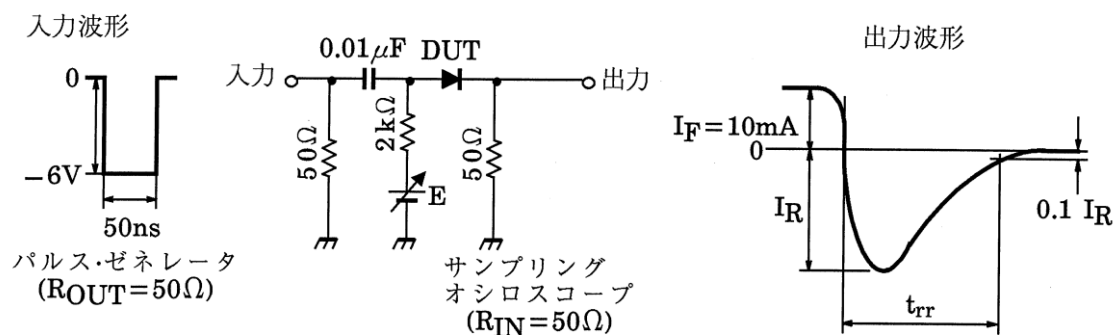 入力波形
0
−6V
50ns
パルス・ゼネレータ
(ROUT=50Ω)
0.01μF
DUT
入力
出力
50Ω
2kΩ
E
50Ω
サンプリング
オシロスコープ
(RIN=50Ω)
出力波形
IF=10mA
0
IR
0.1 IR
trr